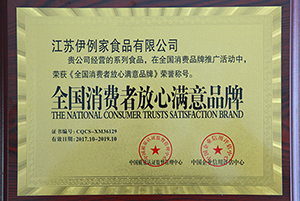 江苏伊例家食品有限公司
贵公司经营的系列食品，在全国消费品牌推广活动中，
荣获《全国消费者放心满意品牌》荣誉称号。
全国消费者放心满意品牌
THE NATIONAL CONSUMER TRUSTS SATISFACTION BRAND
证书编号：CQCS-XM36129
有效日期：2017.10-2019.10